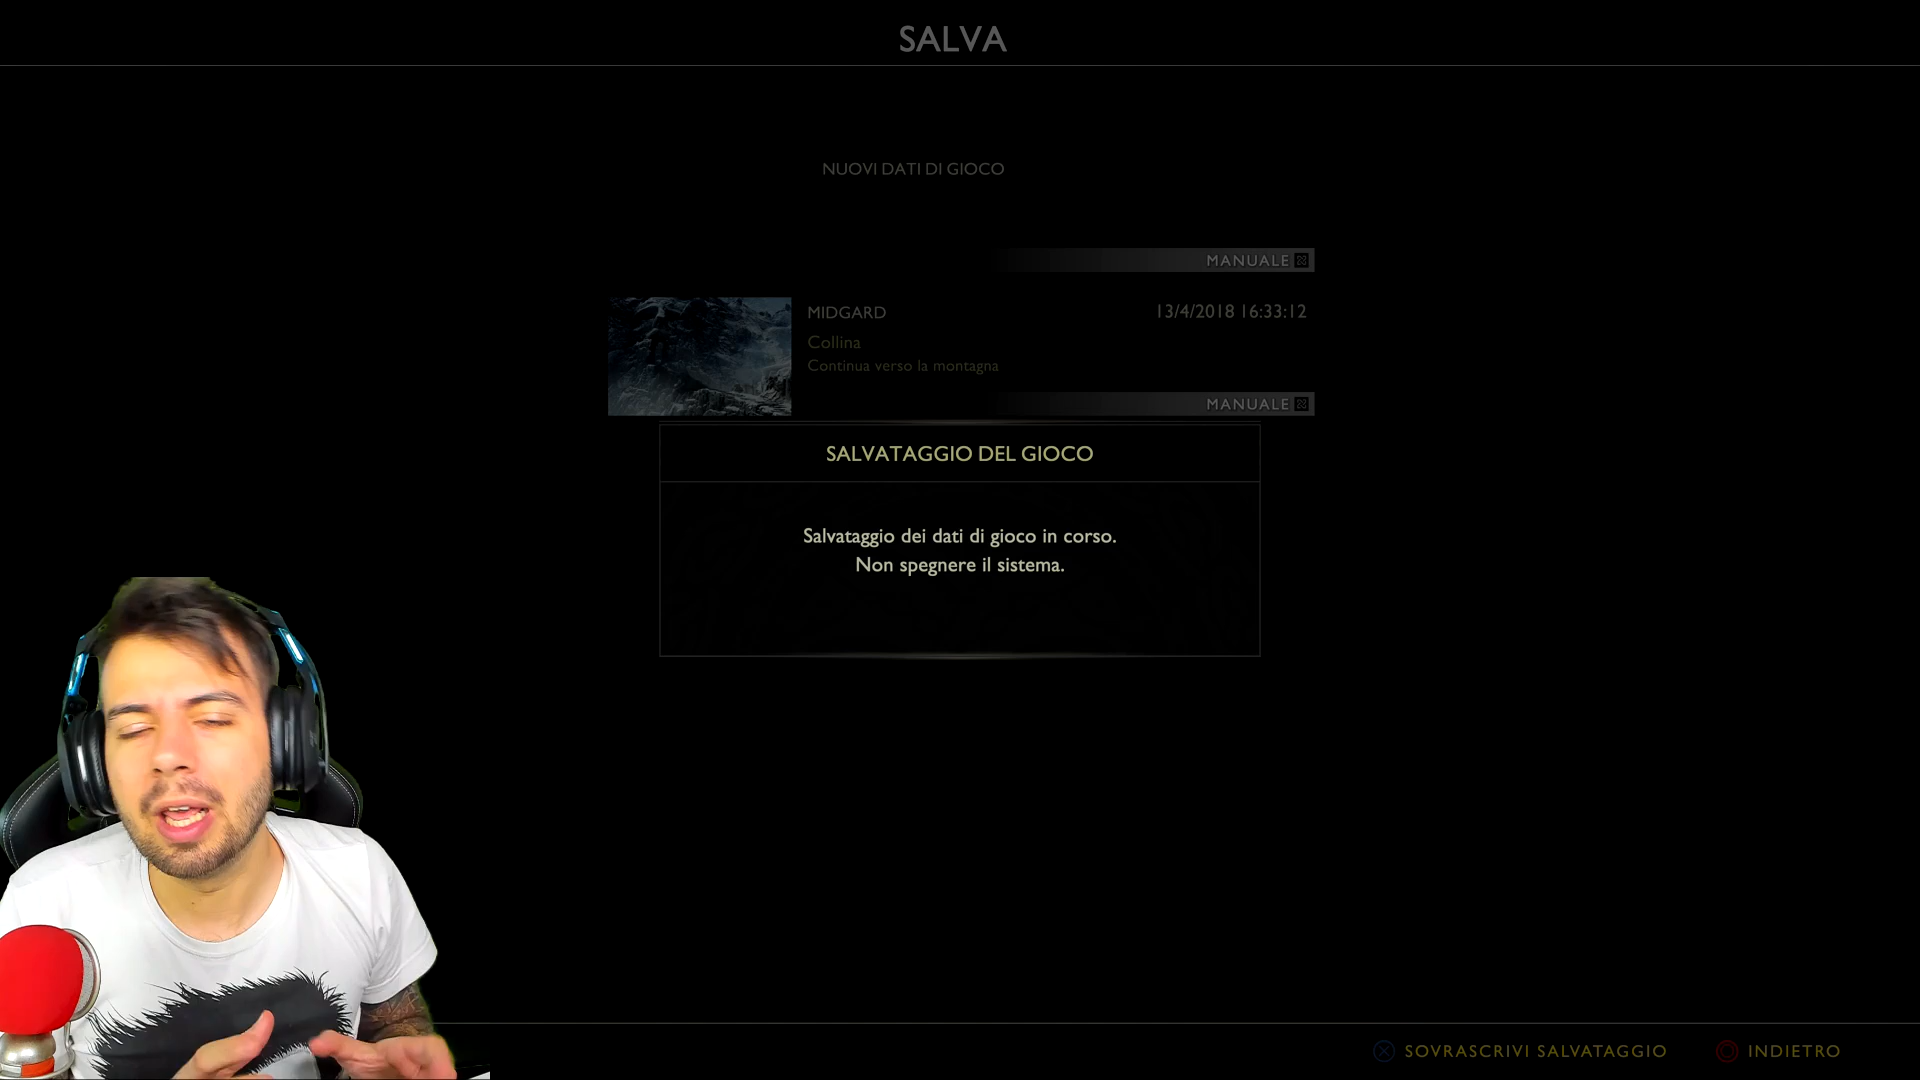 SALVA
NUOVI DATI DI GIOCO
MANUALE
MIDGARD
13/4/2018 16:33:12
Collina
Continua verso la montagna
MANUALE
SALVATAGGIO DEL GIOCO
Salvataggio dei dati di gioco in corso.
Non spegnere il sistema.
SOVRASCRIVI SALVATAGGIO
INDIETRO